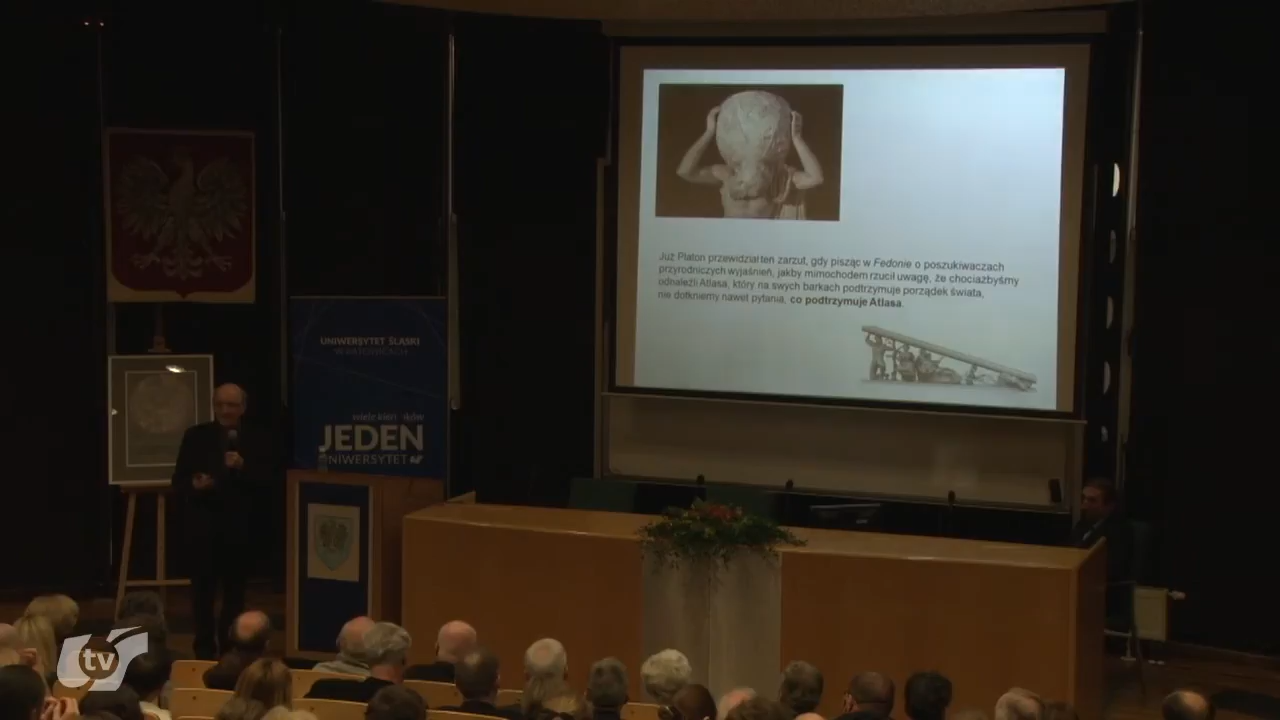 Już Platon przewidział ten zarzut, gdy pisząc w Fedonie o poszukiwaczach
przyrodniczych wyjaśnień, jakby mimochodem rzucił uwagę, że chociażbyśmy
odnaleźli Atlasa, który na swych barkach podtrzymuje porządek świata,
nie dotkniemy nawet pytania, co podtrzymuje Atlasa.
UNIWERSYTET ŚLĄSKI
W KATOWICACH
JEDEN
UNIWERSYTET
tv